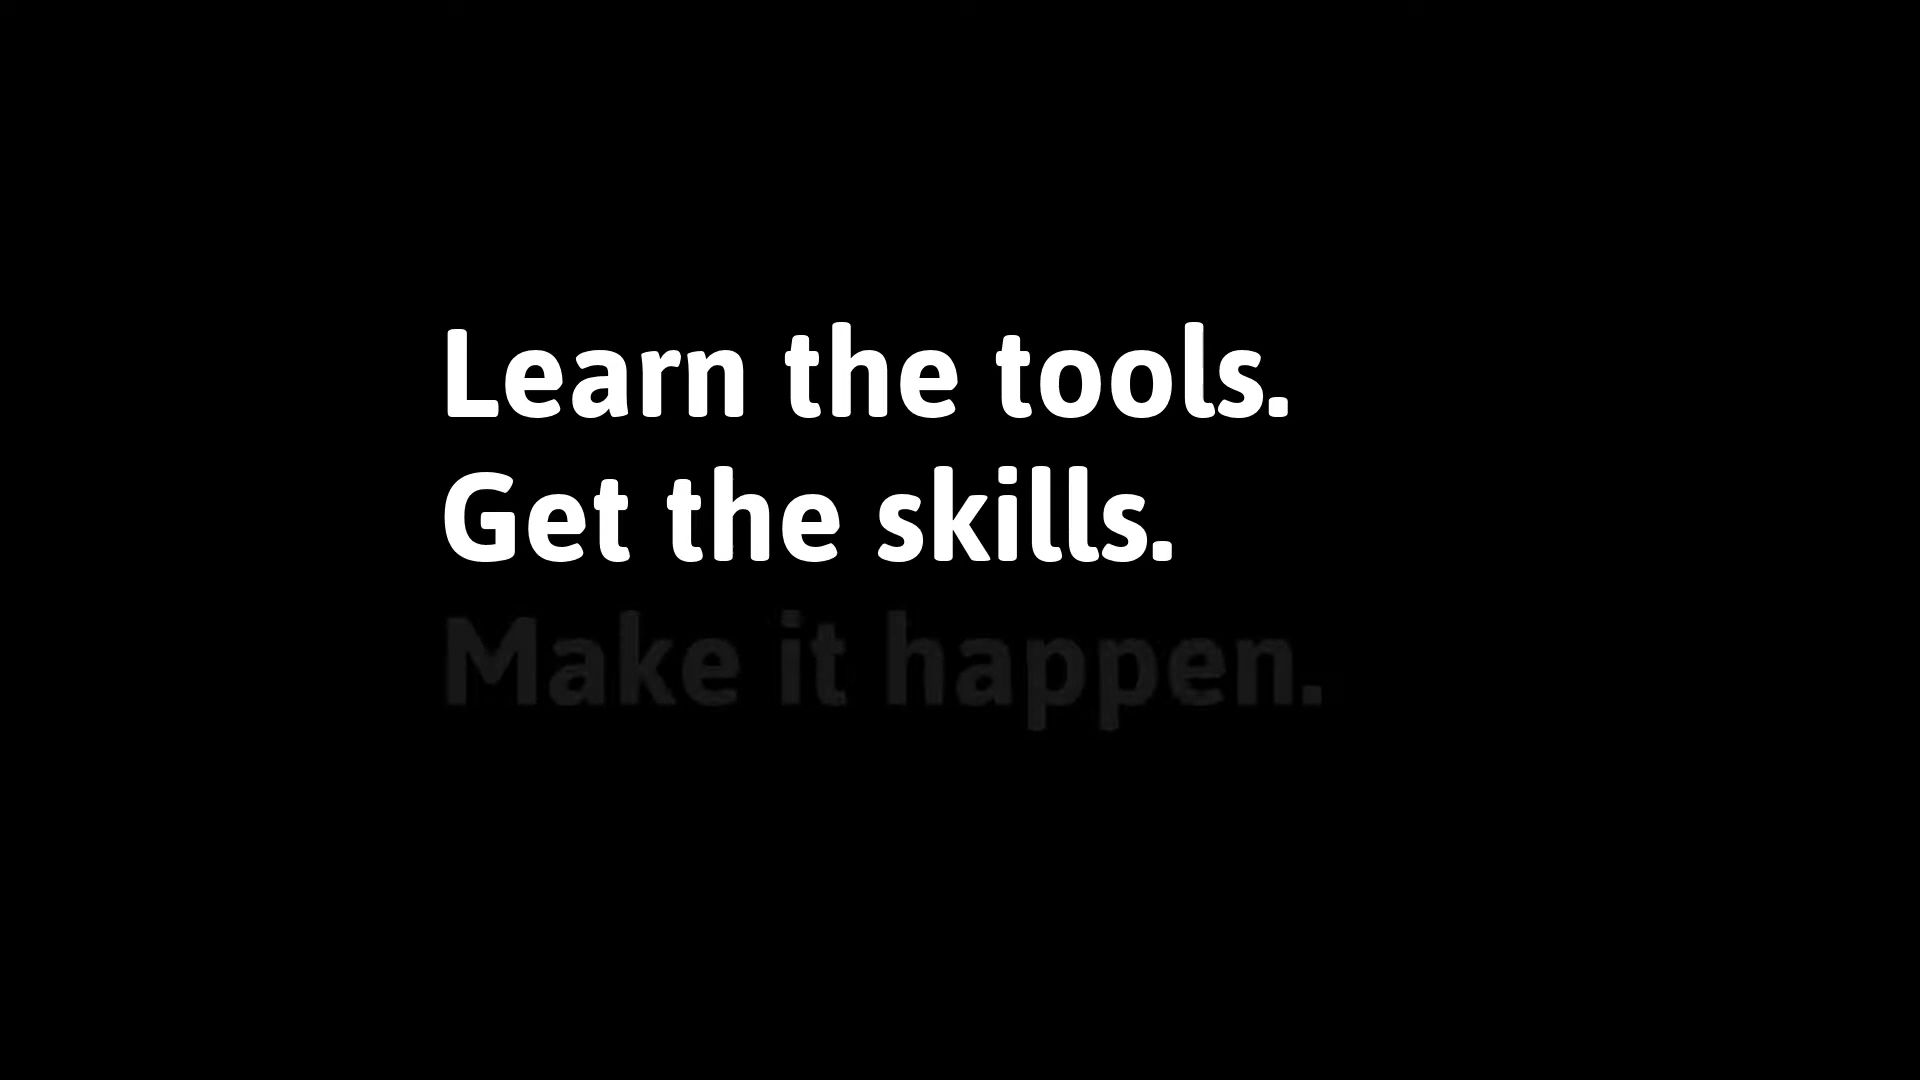 Learn the tools.
Get the skills.
Make it happen.